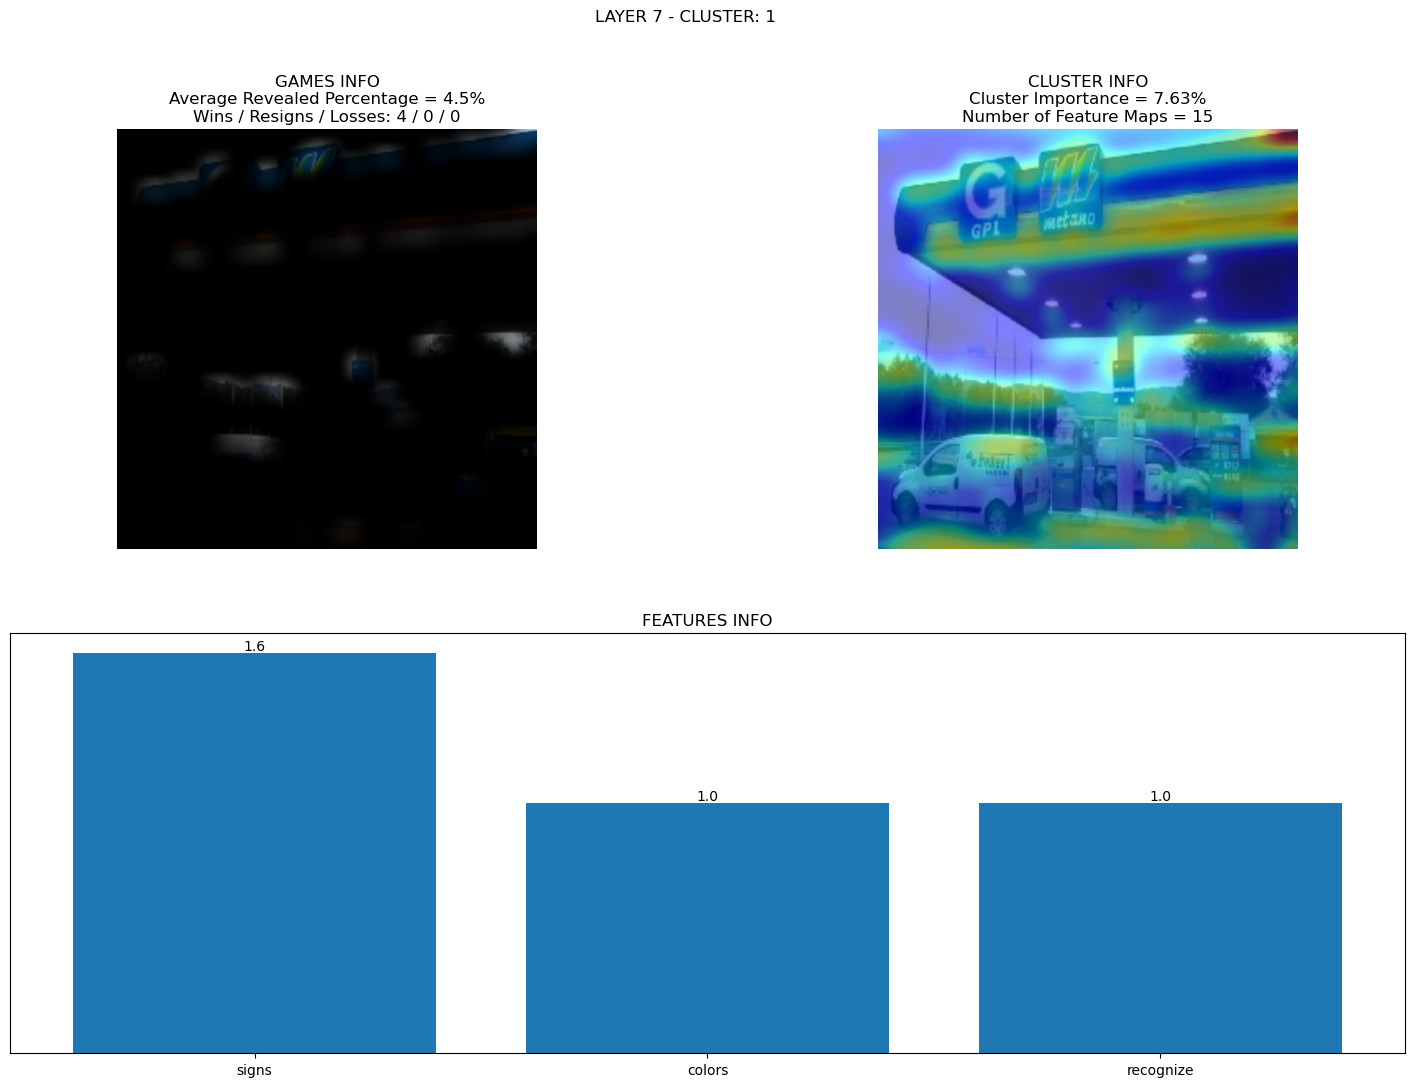 LAYER 7 - CLUSTER: 1
GAMES INFO
Average Revealed Percentage = 4.5%
Wins / Resigns / Losses: 4 / 0 / 0
CLUSTER INFO
Cluster Importance = 7.63%
Number of Feature Maps = 15
G
GPL
metano
FEATURES INFO
1.6
1.0
1.0
signs
colors
recognize